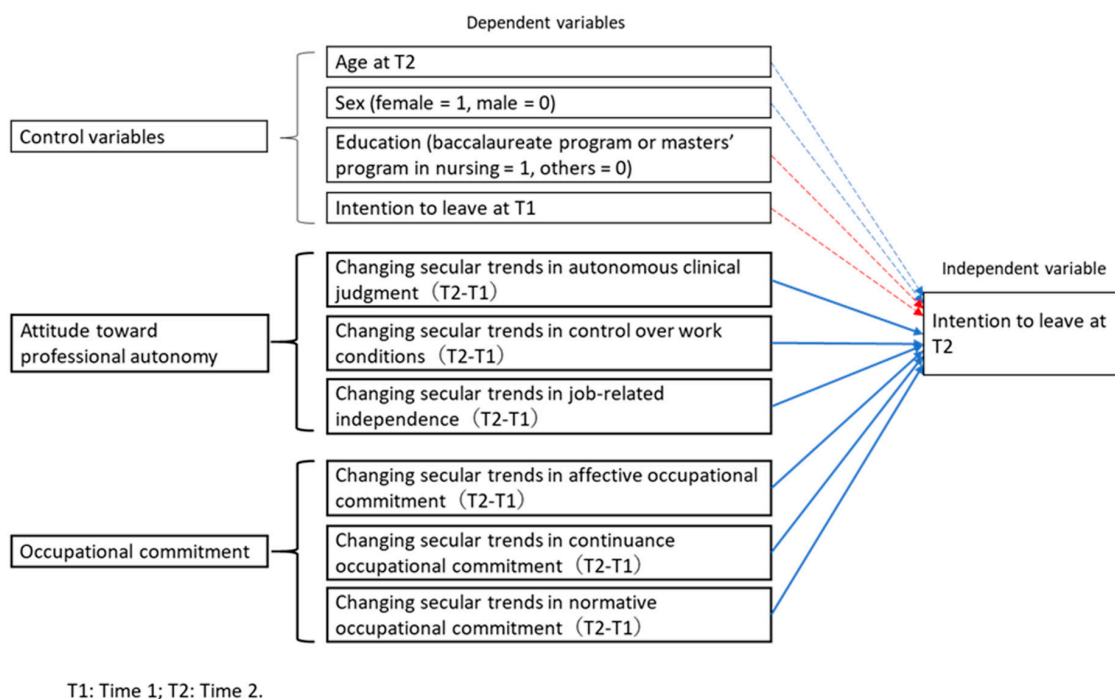 Dependent variables
Control variables
Age at T2
Sex (female = 1, male = 0)
Education (baccalaureate program or masters’
program in nursing = 1, others = 0)
Intention to leave at T1
Attitude toward
professional autonomy
Changing secular trends in autonomous clinical
judgment（T2-T1）
Changing secular trends in control over work
conditions（T2-T1）
Changing secular trends in job-related
independence（T2-T1）
Occupational commitment
Changing secular trends in affective occupational
commitment（T2-T1）
Changing secular trends in continuance
occupational commitment（T2-T1）
Changing secular trends in normative
occupational commitment（T2-T1）
Independent variable
Intention to leave at
T2
T1: Time 1; T2: Time 2.